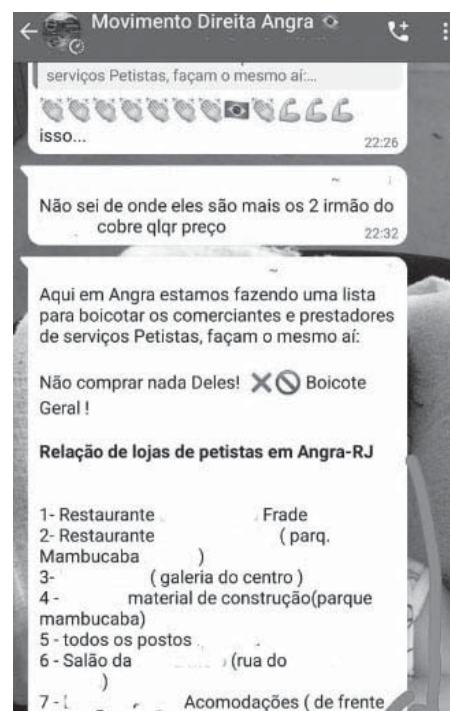 Movimento Direita Angra
serviços Petistas, façam o mesmo aí:...
isso...
22:26
Não sei de onde eles são mais os 2 irmão do
cobre qlqr preço
22:32
Aqui em Angra estamos fazendo uma lista
para boicotar os comerciantes e prestadores
de serviços Petistas, façam o mesmo aí:
Não comprar nada Deles! ❌🚫 Boicote
Geral !
Relação de lojas de petistas em Angra-RJ
1- Restaurante Frade
2- Restaurante ( parq.
Mambucaba )
3- ( galeria do centro )
4 - material de construção(parque
mambucaba)
5 - todos os postos
6 - Salão da (rua do
)
7 - Acomodações ( de frente